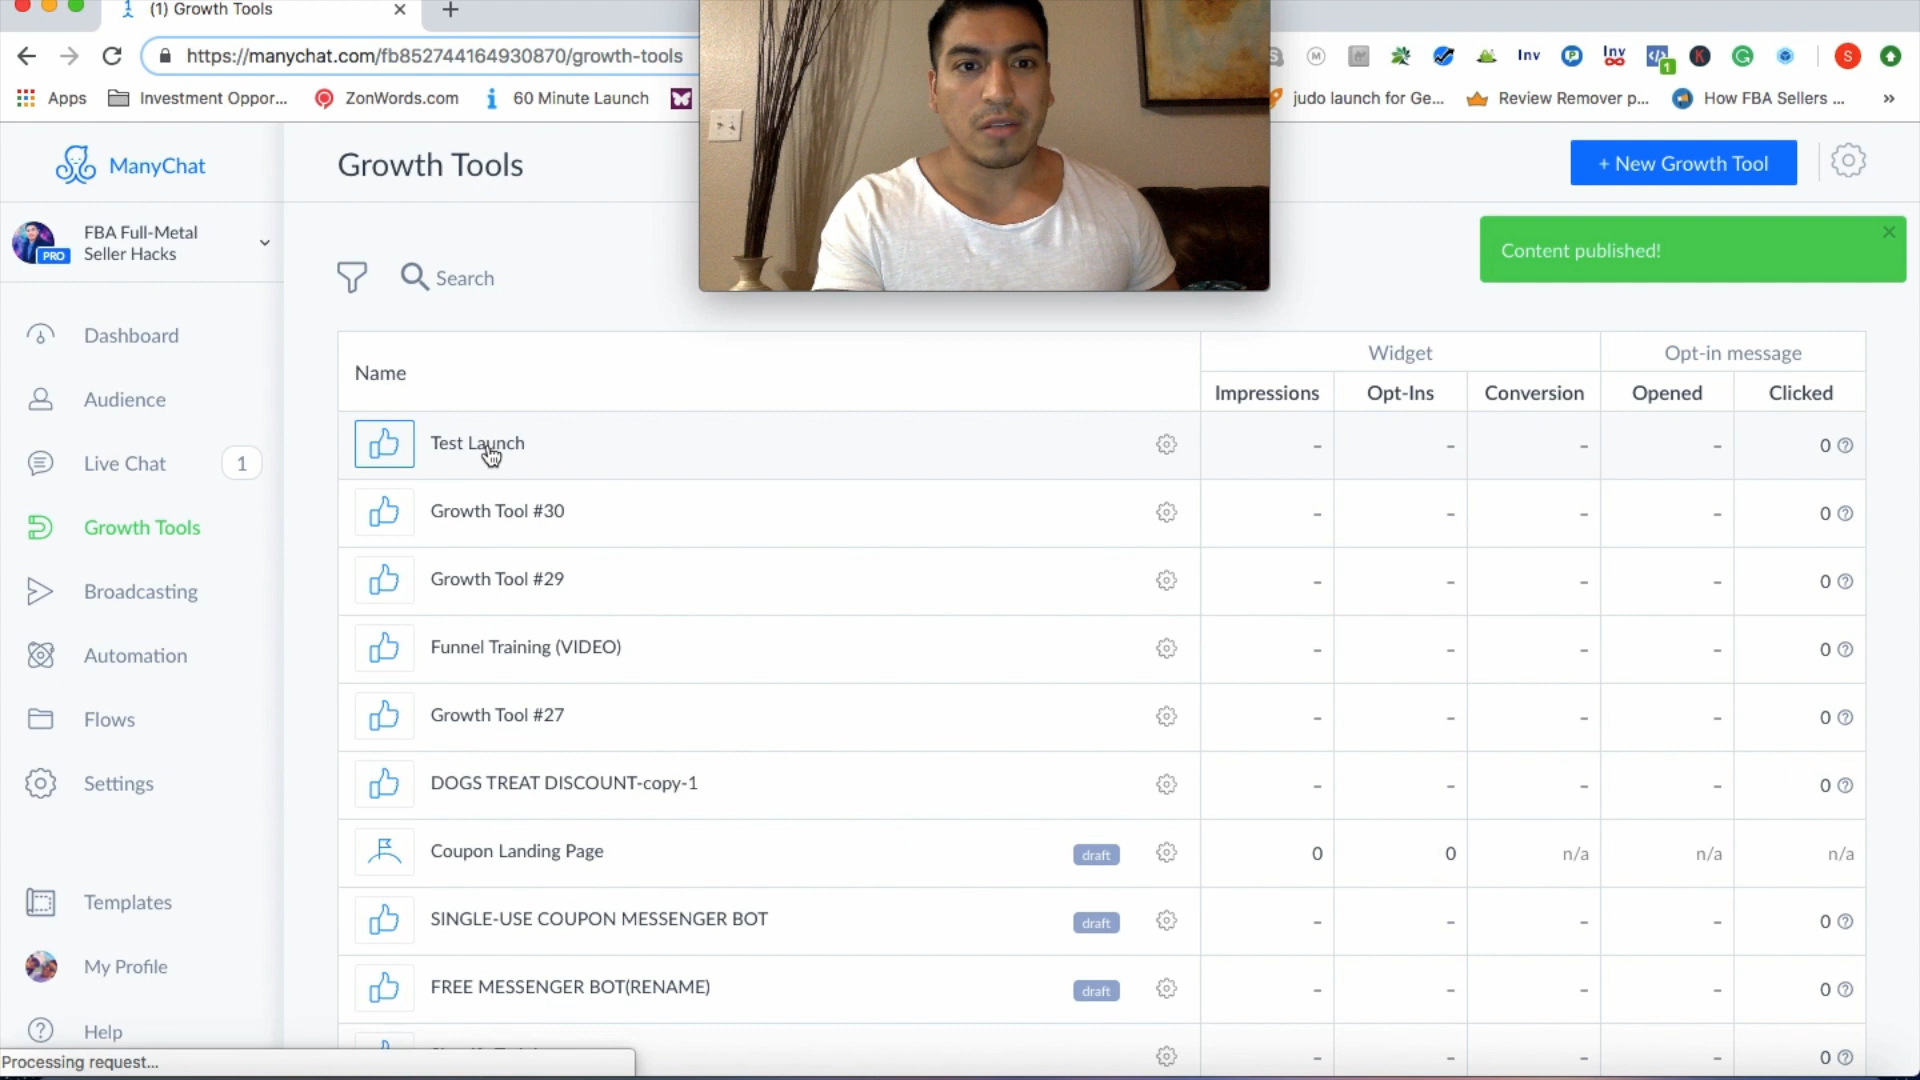 (1) Growth Tools
https://manychat.com/fb852744164930870/growth-tools
Inv
Inv
1
K
S
Apps
Investment Oppor...
ZonWords.com
60 Minute Launch
judo launch for Ge...
Review Remover p...
How FBA Sellers ...
ManyChat
Growth Tools
+ New Growth Tool
FBA Full-Metal
Seller Hacks
PRO
Content published!
Search
Dashboard
Audience
Live Chat
1
Growth Tools
Broadcasting
Automation
Flows
Settings
Templates
My Profile
Help
Name
Widget
Opt-in message
Impressions
Opt-Ins
Conversion
Opened
Clicked
Test Launch
– – – – 0
Growth Tool #30
– – – – 0
Growth Tool #29
– – – – 0
Funnel Training (VIDEO)
– – – – 0
Growth Tool #27
– – – – 0
DOGS TREAT DISCOUNT-copy-1
– – – – 0
Coupon Landing Page
draft
0 0 n/a n/a n/a
SINGLE-USE COUPON MESSENGER BOT
draft
– – – – 0
FREE MESSENGER BOT(RENAME)
draft
– – – – 0
– – – – 0
Processing request...